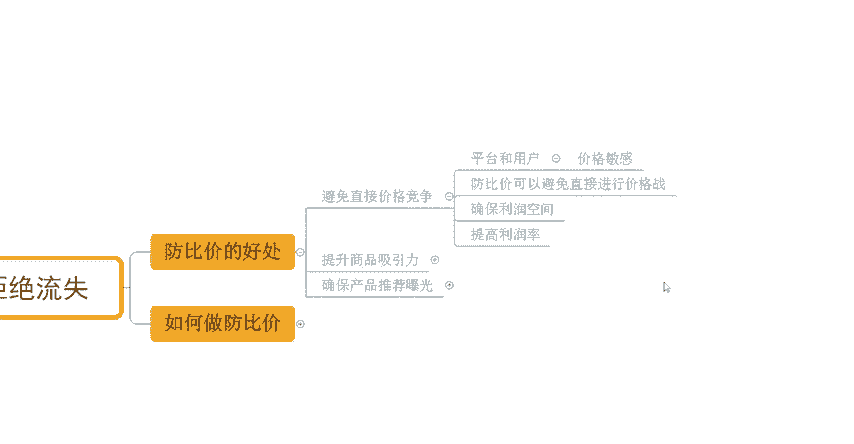 平台和用户 价格敏感
防比价可以避免直接进行价格战
避免直接价格竞争
确保利润空间
提高利润率
防比价的好处
提升商品吸引力
确保产品推荐曝光
拒绝流失
如何做防比价